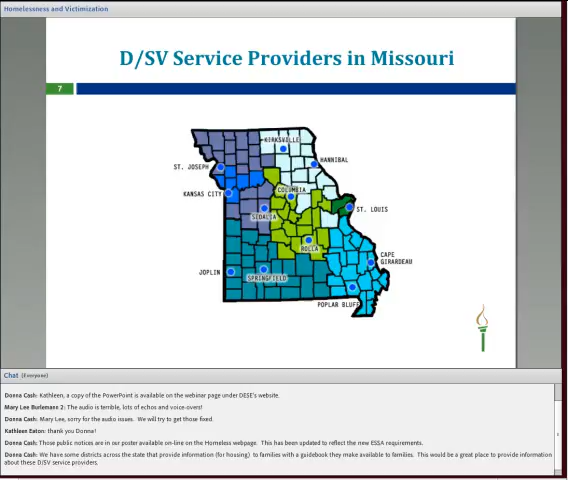 Homelessness and Victimization
D/SV Service Providers in Missouri
7
KIRKSVILLE
HANNIBAL
ST. JOSEPH
KANSAS CITY
COLUMBIA
ST. LOUIS
SIDALIA
ROLLA
CAPE
GIRARDEAU
JOPLIN
SPRINGFIELD
POPLAR BLUFF
Chat (Everyone)
Donna Cash: Kathleen, a copy of the PowerPoint is available on the webinar page under DESE's website.
Mary Lee Burlemann 2: The audio is terrible, lots of echos and voice-overs!
Donna Cash: Mary Lee, sorry for the audio issues. We will try to get those fixed.
Kathleen Eaton: thank you Donna!
Donna Cash: Those public notices are in our poster available on-line on the Homeless webpage. This has been updated to reflect the new ESSA requirements.
Donna Cash: We have some districts across the state that provide information (for housing) to families with a guidebook they make available to families. This would be a great place to provide information
about these D/SV service providers.